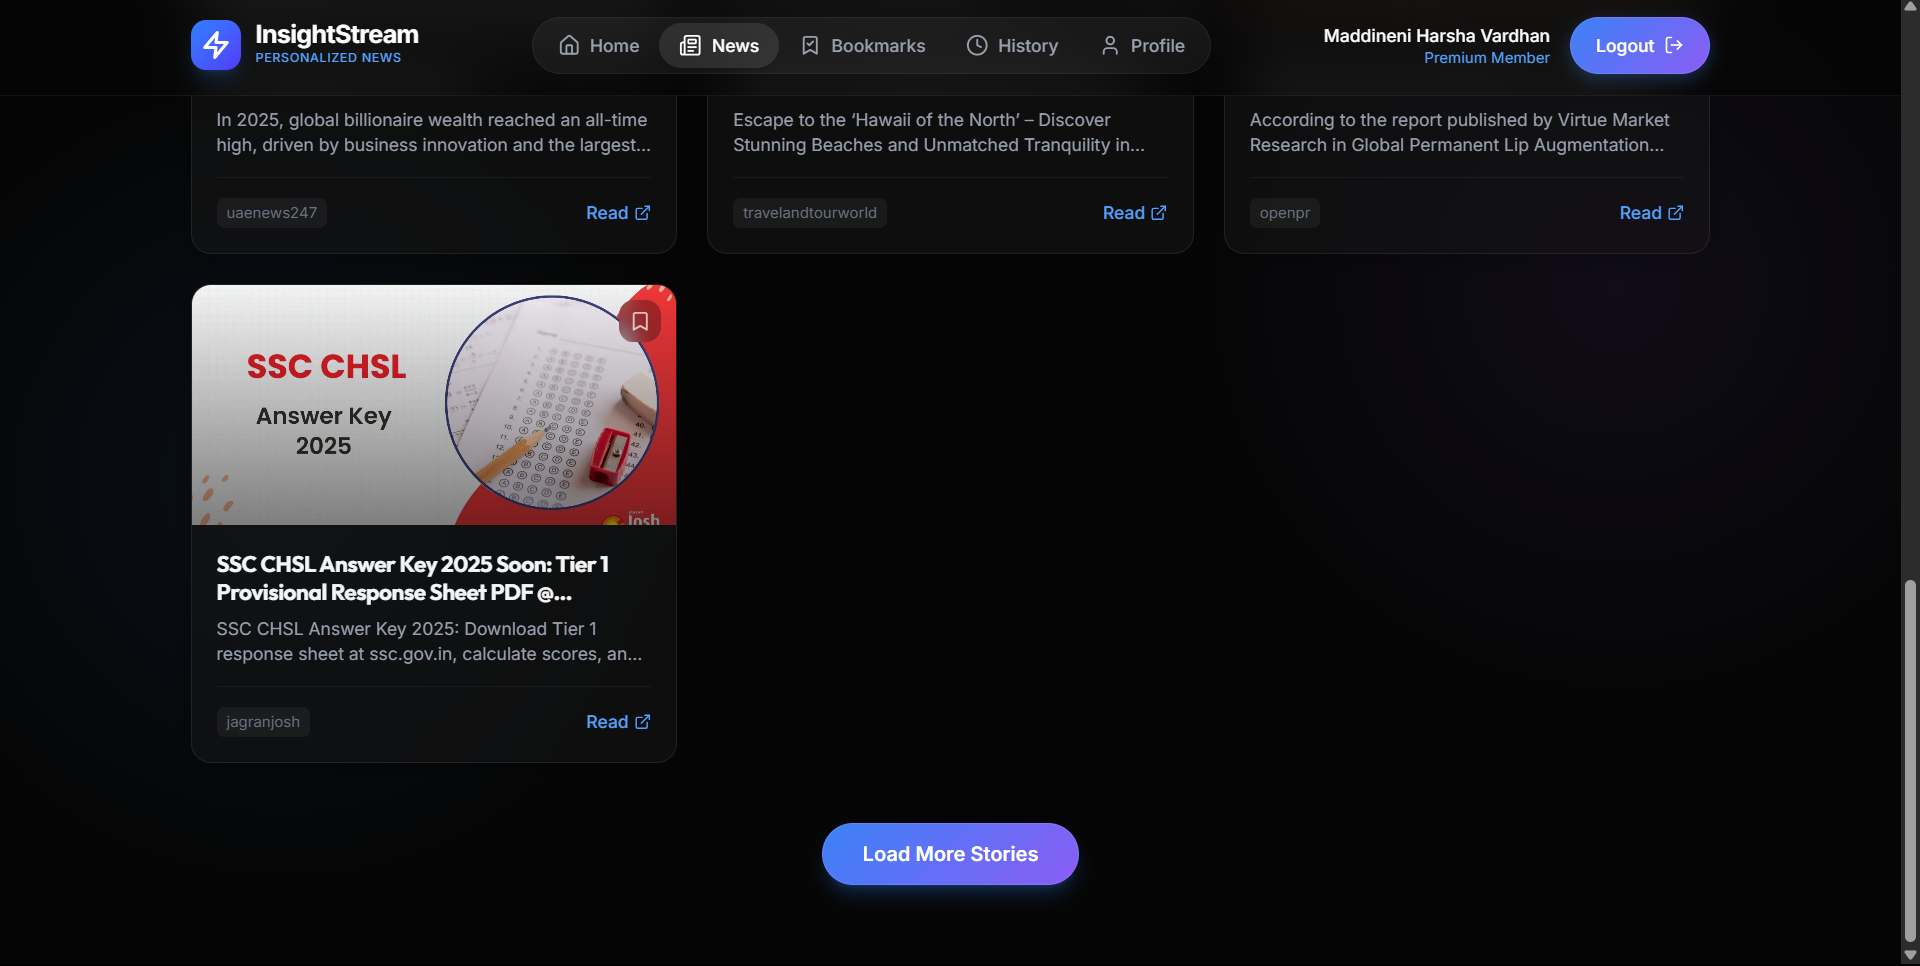 InsightStream
PERSONALIZED NEWS
Home
News
Bookmarks
History
Profile
Maddineni Harsha Vardhan
Premium Member
Logout
In 2025, global billionaire wealth reached an all-time
high, driven by business innovation and the largest...
uaenews247
Read
Escape to the ‘Hawaii of the North’ – Discover
Stunning Beaches and Unmatched Tranquility in...
travelandtourworld
Read
According to the report published by Virtue Market
Research in Global Permanent Lip Augmentation...
openpr
Read
SSC CHSL
Answer Key
2025
Josh
SSC CHSL Answer Key 2025 Soon: Tier 1
Provisional Response Sheet PDF @...
SSC CHSL Answer Key 2025: Download Tier 1
response sheet at ssc.gov.in, calculate scores, an...
jagranjosh
Read
Load More Stories